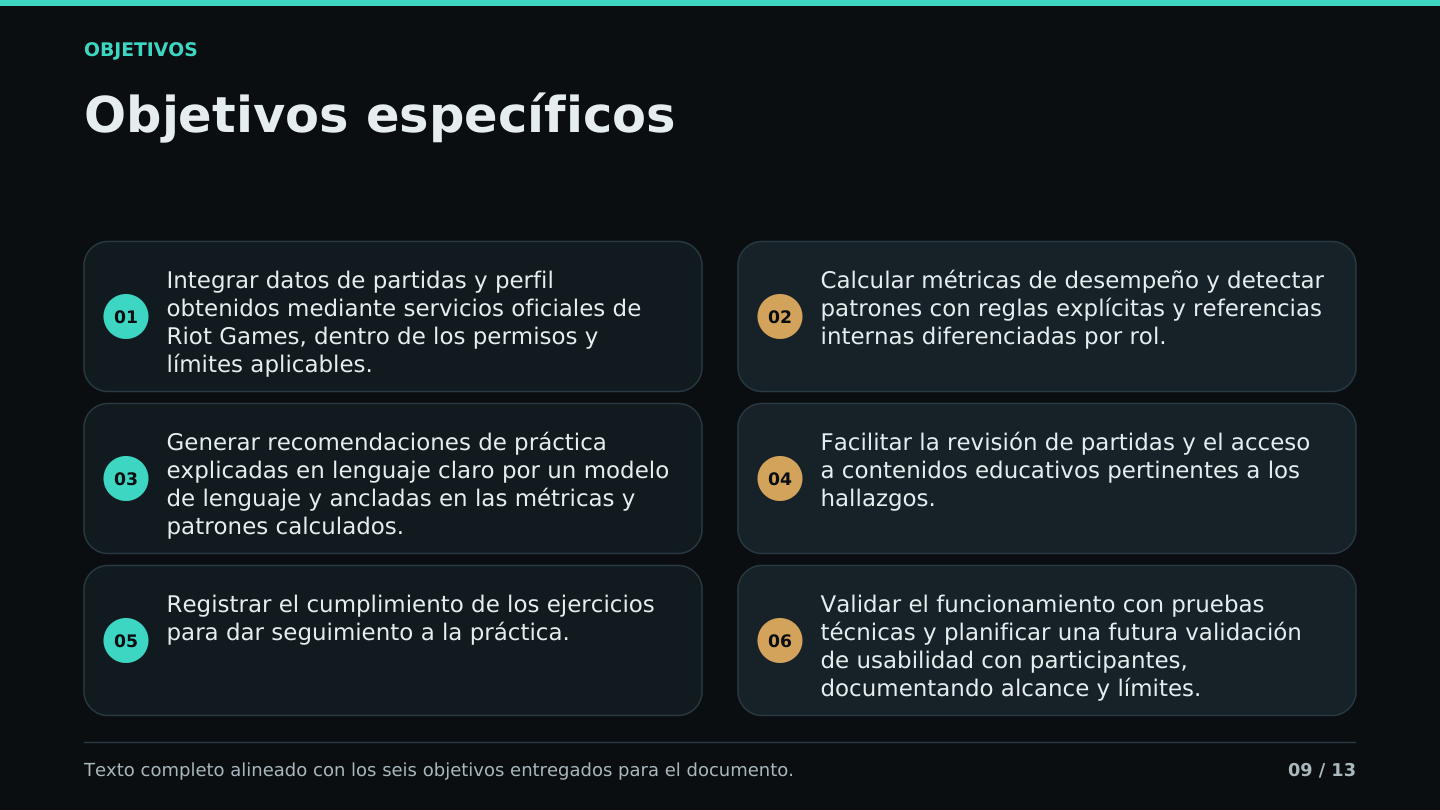 OBJETIVOS
Objetivos específicos
01
Integrar datos de partidas y perfil
obtenidos mediante servicios oficiales de
Riot Games, dentro de los permisos y
límites aplicables.
02
Calcular métricas de desempeño y detectar
patrones con reglas explícitas y referencias
internas diferenciadas por rol.
03
Generar recomendaciones de práctica
explicadas en lenguaje claro por un modelo
de lenguaje y ancladas en las métricas y
patrones calculados.
04
Facilitar la revisión de partidas y el acceso
a contenidos educativos pertinentes a los
hallazgos.
05
Registrar el cumplimiento de los ejercicios
para dar seguimiento a la práctica.
06
Validar el funcionamiento con pruebas
técnicas y planificar una futura validación
de usabilidad con participantes,
documentando alcance y límites.
Texto completo alineado con los seis objetivos entregados para el documento.
09 / 13